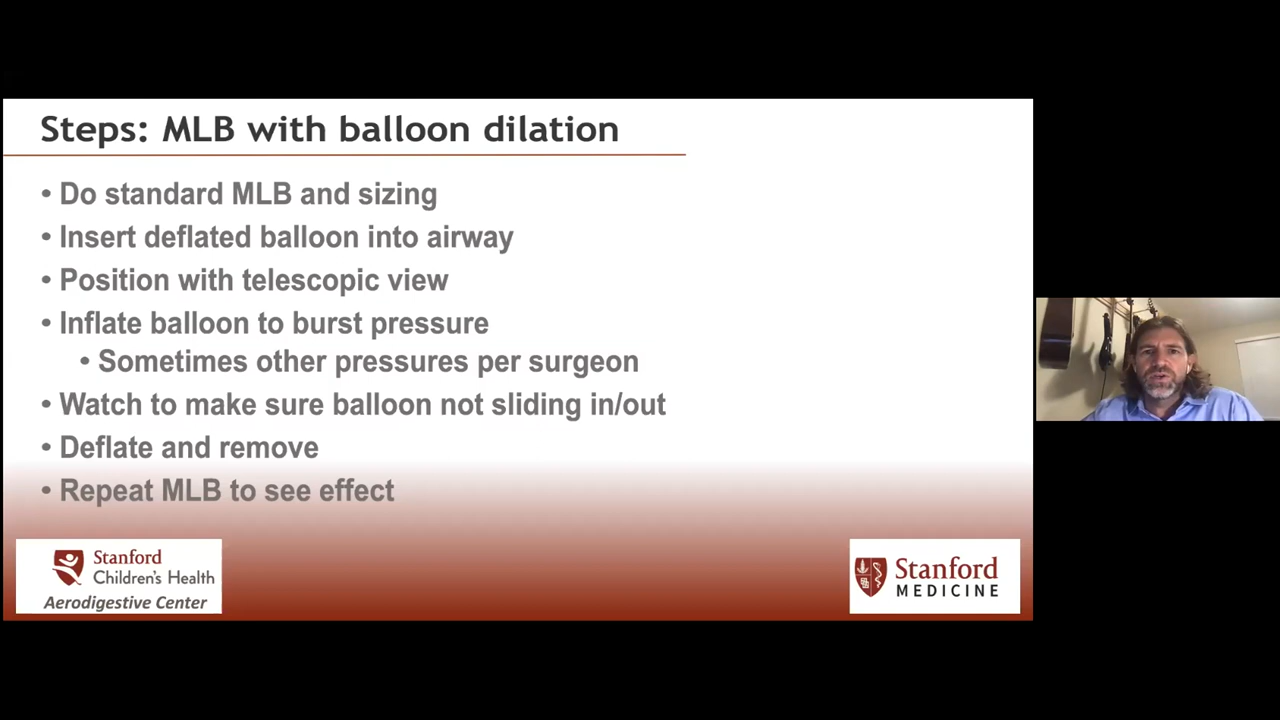 Steps: MLB with balloon dilation
• Do standard MLB and sizing
• Insert deflated balloon into airway
• Position with telescopic view
• Inflate balloon to burst pressure
• Sometimes other pressures per surgeon
• Watch to make sure balloon not sliding in/out
• Deflate and remove
• Repeat MLB to see effect
Stanford
Children's Health
Aerodigestive Center
Stanford
MEDICINE